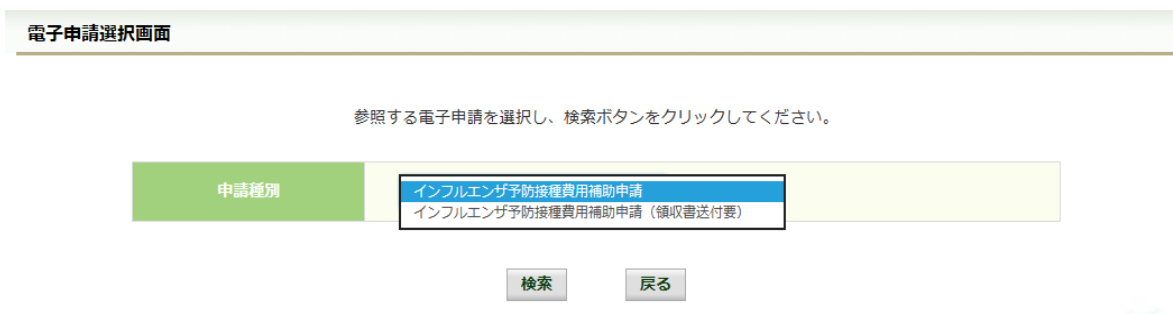 電子申請選択画面
参照する電子申請を選択し、検索ボタンをクリックしてください。
申請種別
インフルエンザ予防接種費用補助申請
インフルエンザ予防接種費用補助申請（領収書送付要）
検索
戻る